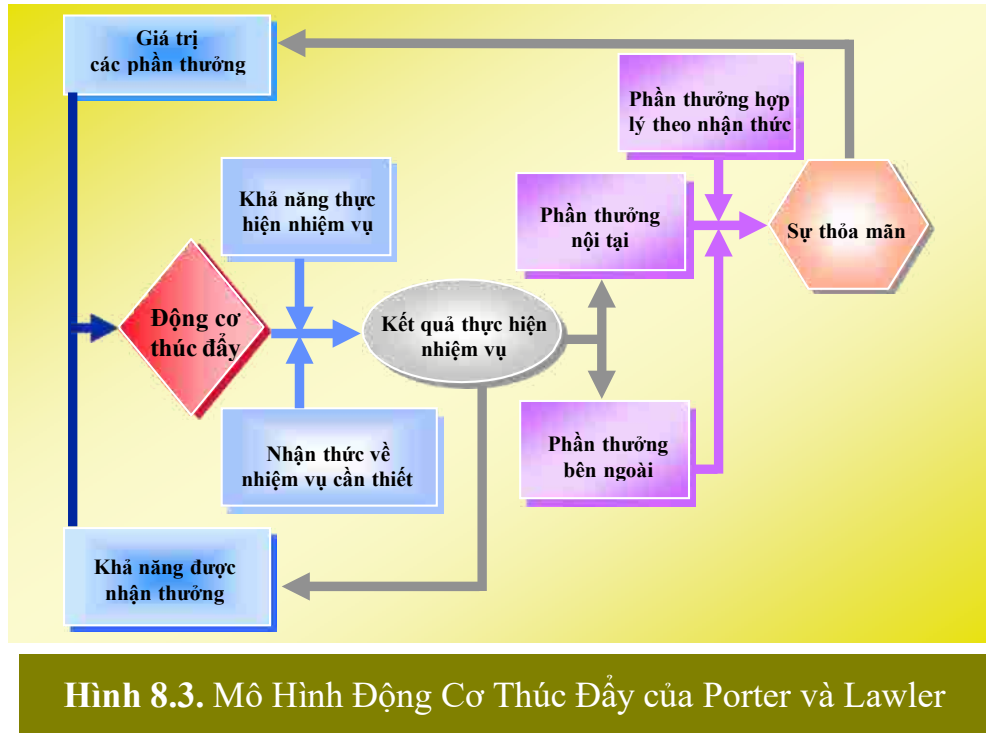 Giá trị
các phần thưởng
Phần thưởng hợp
lý theo nhận thức
Khả năng thực
hiện nhiệm vụ
Phần thưởng
nội tại
Sự thỏa mãn
Động cơ
thúc đẩy
Kết quả thực hiện
nhiệm vụ
Nhận thức về
nhiệm vụ cần thiết
Phần thưởng
bên ngoài
Khả năng được
nhận thưởng
Hình 8.3. Mô Hình Động Cơ Thúc Đẩy của Porter và Lawler